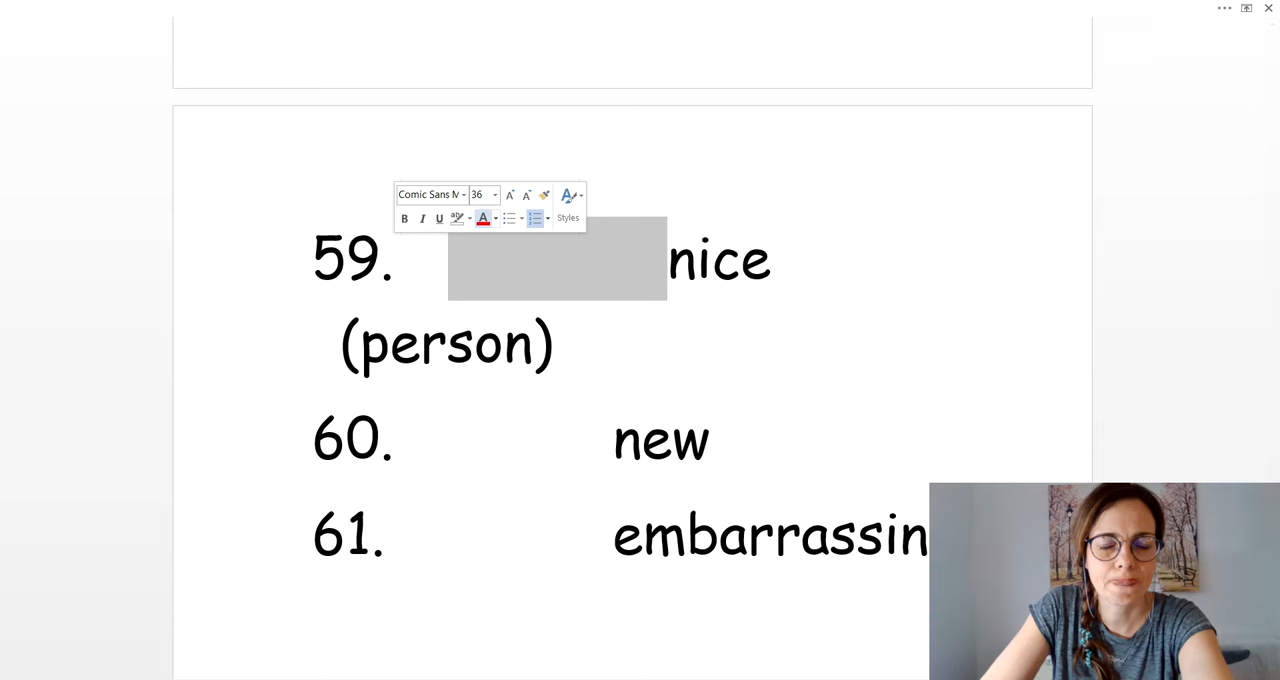 Comic Sans M 36
B I U A Styles
59. nice
(person)
60. new
61. embarrassin